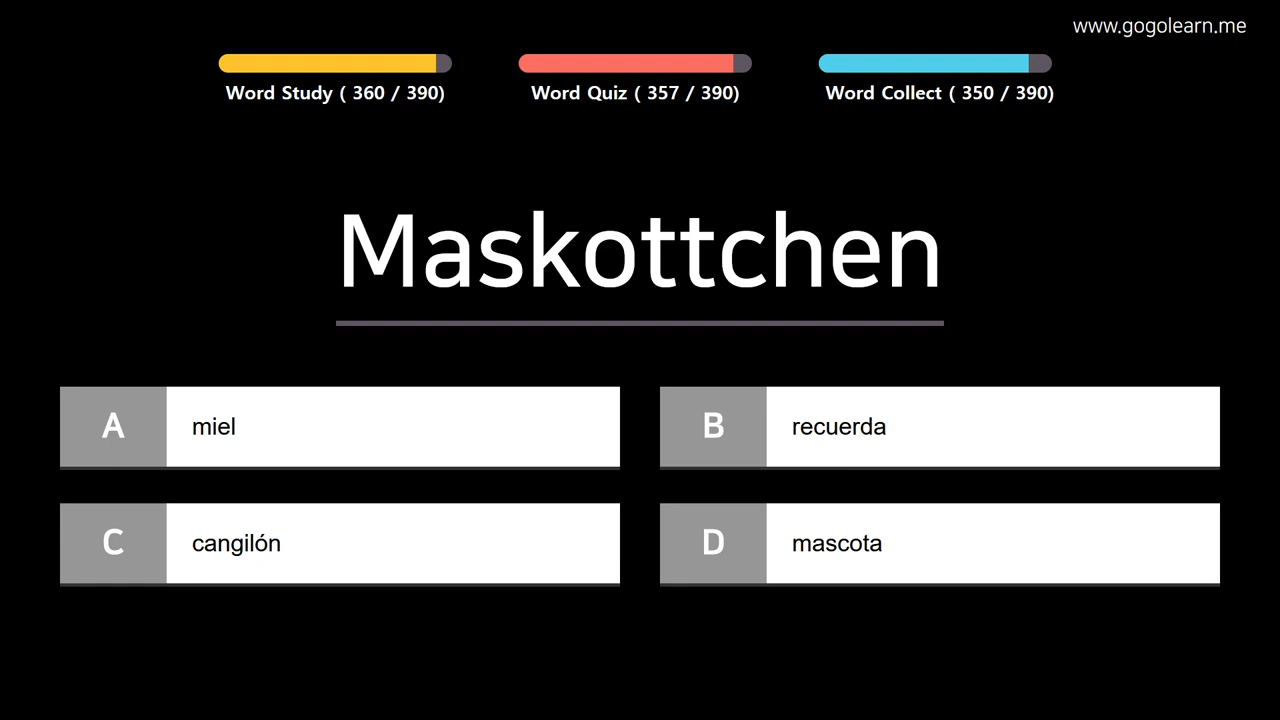 www.gogolearn.me
Word Study ( 360 / 390)
Word Quiz ( 357 / 390)
Word Collect ( 350 / 390)
Maskottchen
A miel
B recuerda
C cangilón
D mascota